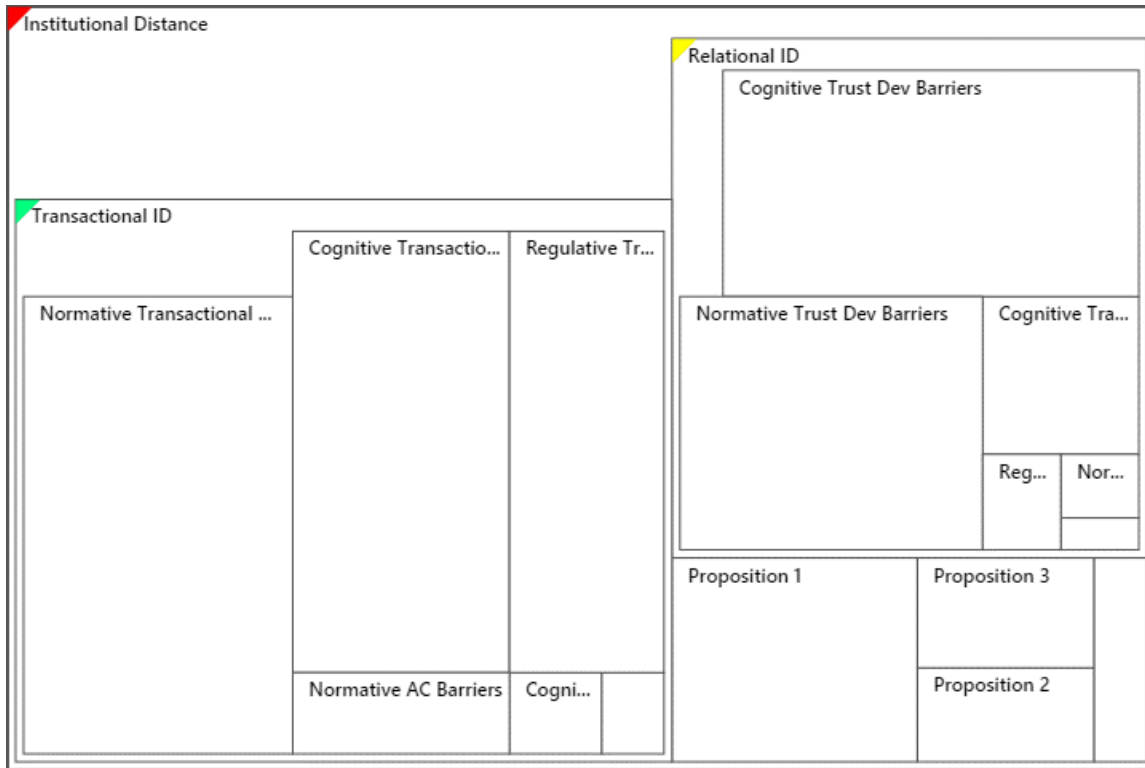 Institutional Distance
Relational ID
Cognitive Trust Dev Barriers
Transactional ID
Cognitive Transactio...
Regulative Tr...
Normative Transactional ...
Normative Trust Dev Barriers
Cognitive Tra...
Reg...
Nor...
Proposition 1
Proposition 3
Normative AC Barriers
Cogni...
Proposition 2